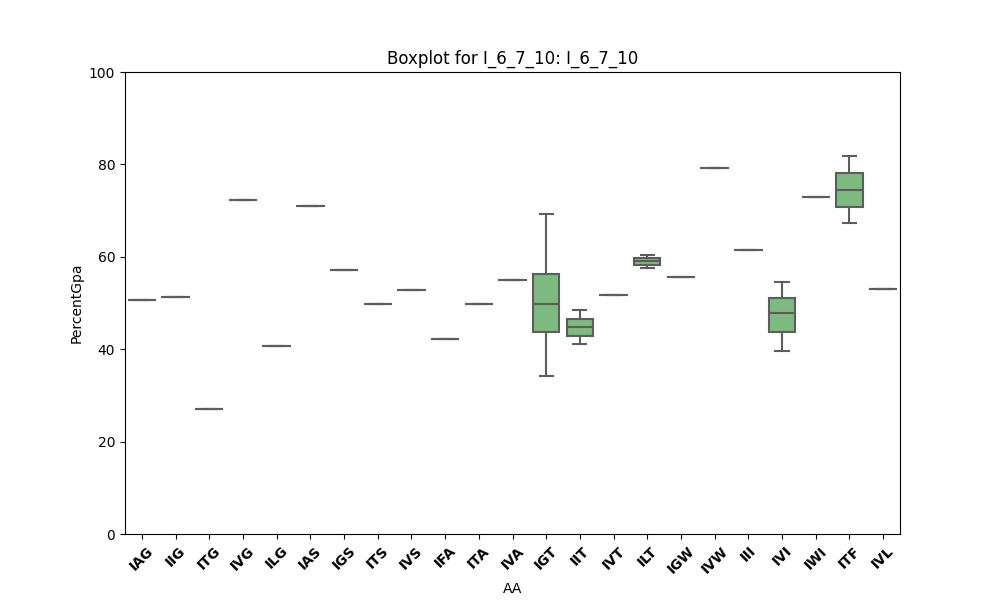 Boxplot for I_6_7_10: I_6_7_10
100
80
60
40
20
0
PercentGpa
IAG IIG ITG IVG ILG IAS IGS ITS IVS IFA ITA IVA IGT IIT IVT ILT IGW IVW III IVI IWI ITF IVL
AA